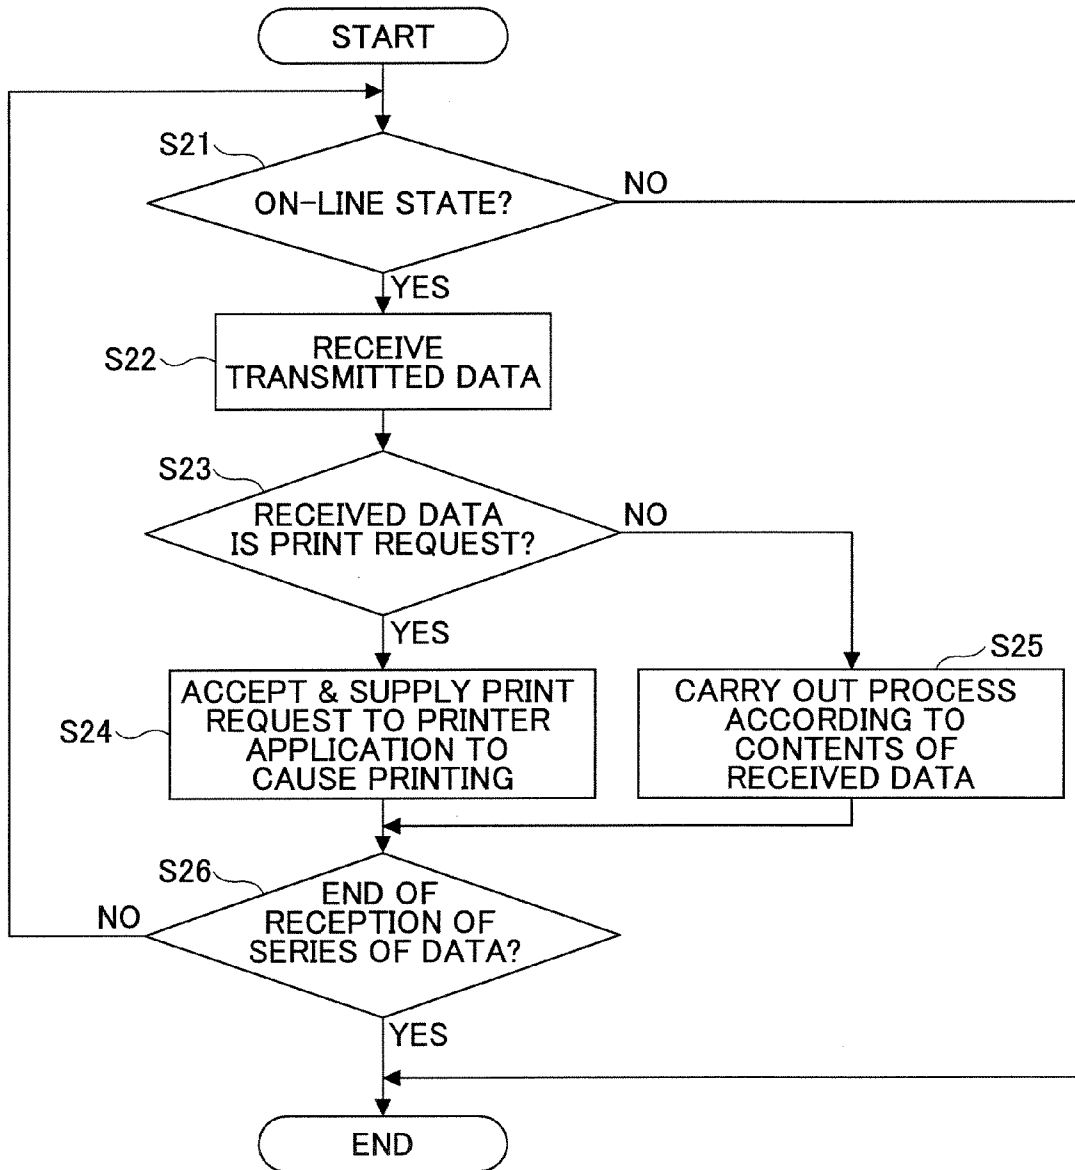 START
S21
ON-LINE STATE?
NO
YES
S22
RECEIVE
TRANSMITTED DATA
S23
RECEIVED DATA
IS PRINT REQUEST?
NO
YES
S24
ACCEPT & SUPPLY PRINT
REQUEST TO PRINTER
APPLICATION TO
CAUSE PRINTING
S25
CARRY OUT PROCESS
ACCORDING TO
CONTENTS OF
RECEIVED DATA
S26
END OF
RECEPTION OF
SERIES OF DATA?
NO
YES
END